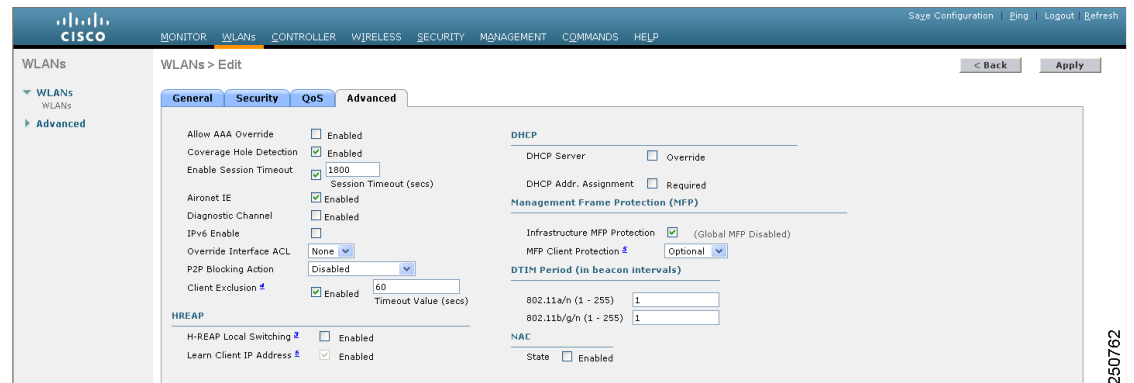 Save Configuration | Ping | Logout | Refresh
CISCO
MONITOR WLANs CONTROLLER WIRELESS SECURITY MANAGEMENT COMMANDS HELP
WLANs
WLANs > Edit
< Back
Apply
WLANs
WLANs
Advanced
General Security QoS Advanced
Allow AAA Override Enabled
Coverage Hole Detection Enabled
Enable Session Timeout 1800
Session Timeout (secs)
Aironet IE Enabled
Diagnostic Channel Enabled
IPv6 Enable
Override Interface ACL None
P2P Blocking Action Disabled
Client Exclusion 4 Enabled 60
Timeout Value (secs)
HREAP
H-REAP Local Switching 2 Enabled
Learn Client IP Address 5 Enabled
DHCP
DHCP Server Override
DHCP Addr. Assignment Required
Management Frame Protection (MFP)
Infrastructure MFP Protection (Global MFP Disabled)
MFP Client Protection 5 Optional
DTIM Period (in beacon intervals)
802.11a/n (1 - 255) 1
802.11b/g/n (1 - 255) 1
NAC
State Enabled
250762